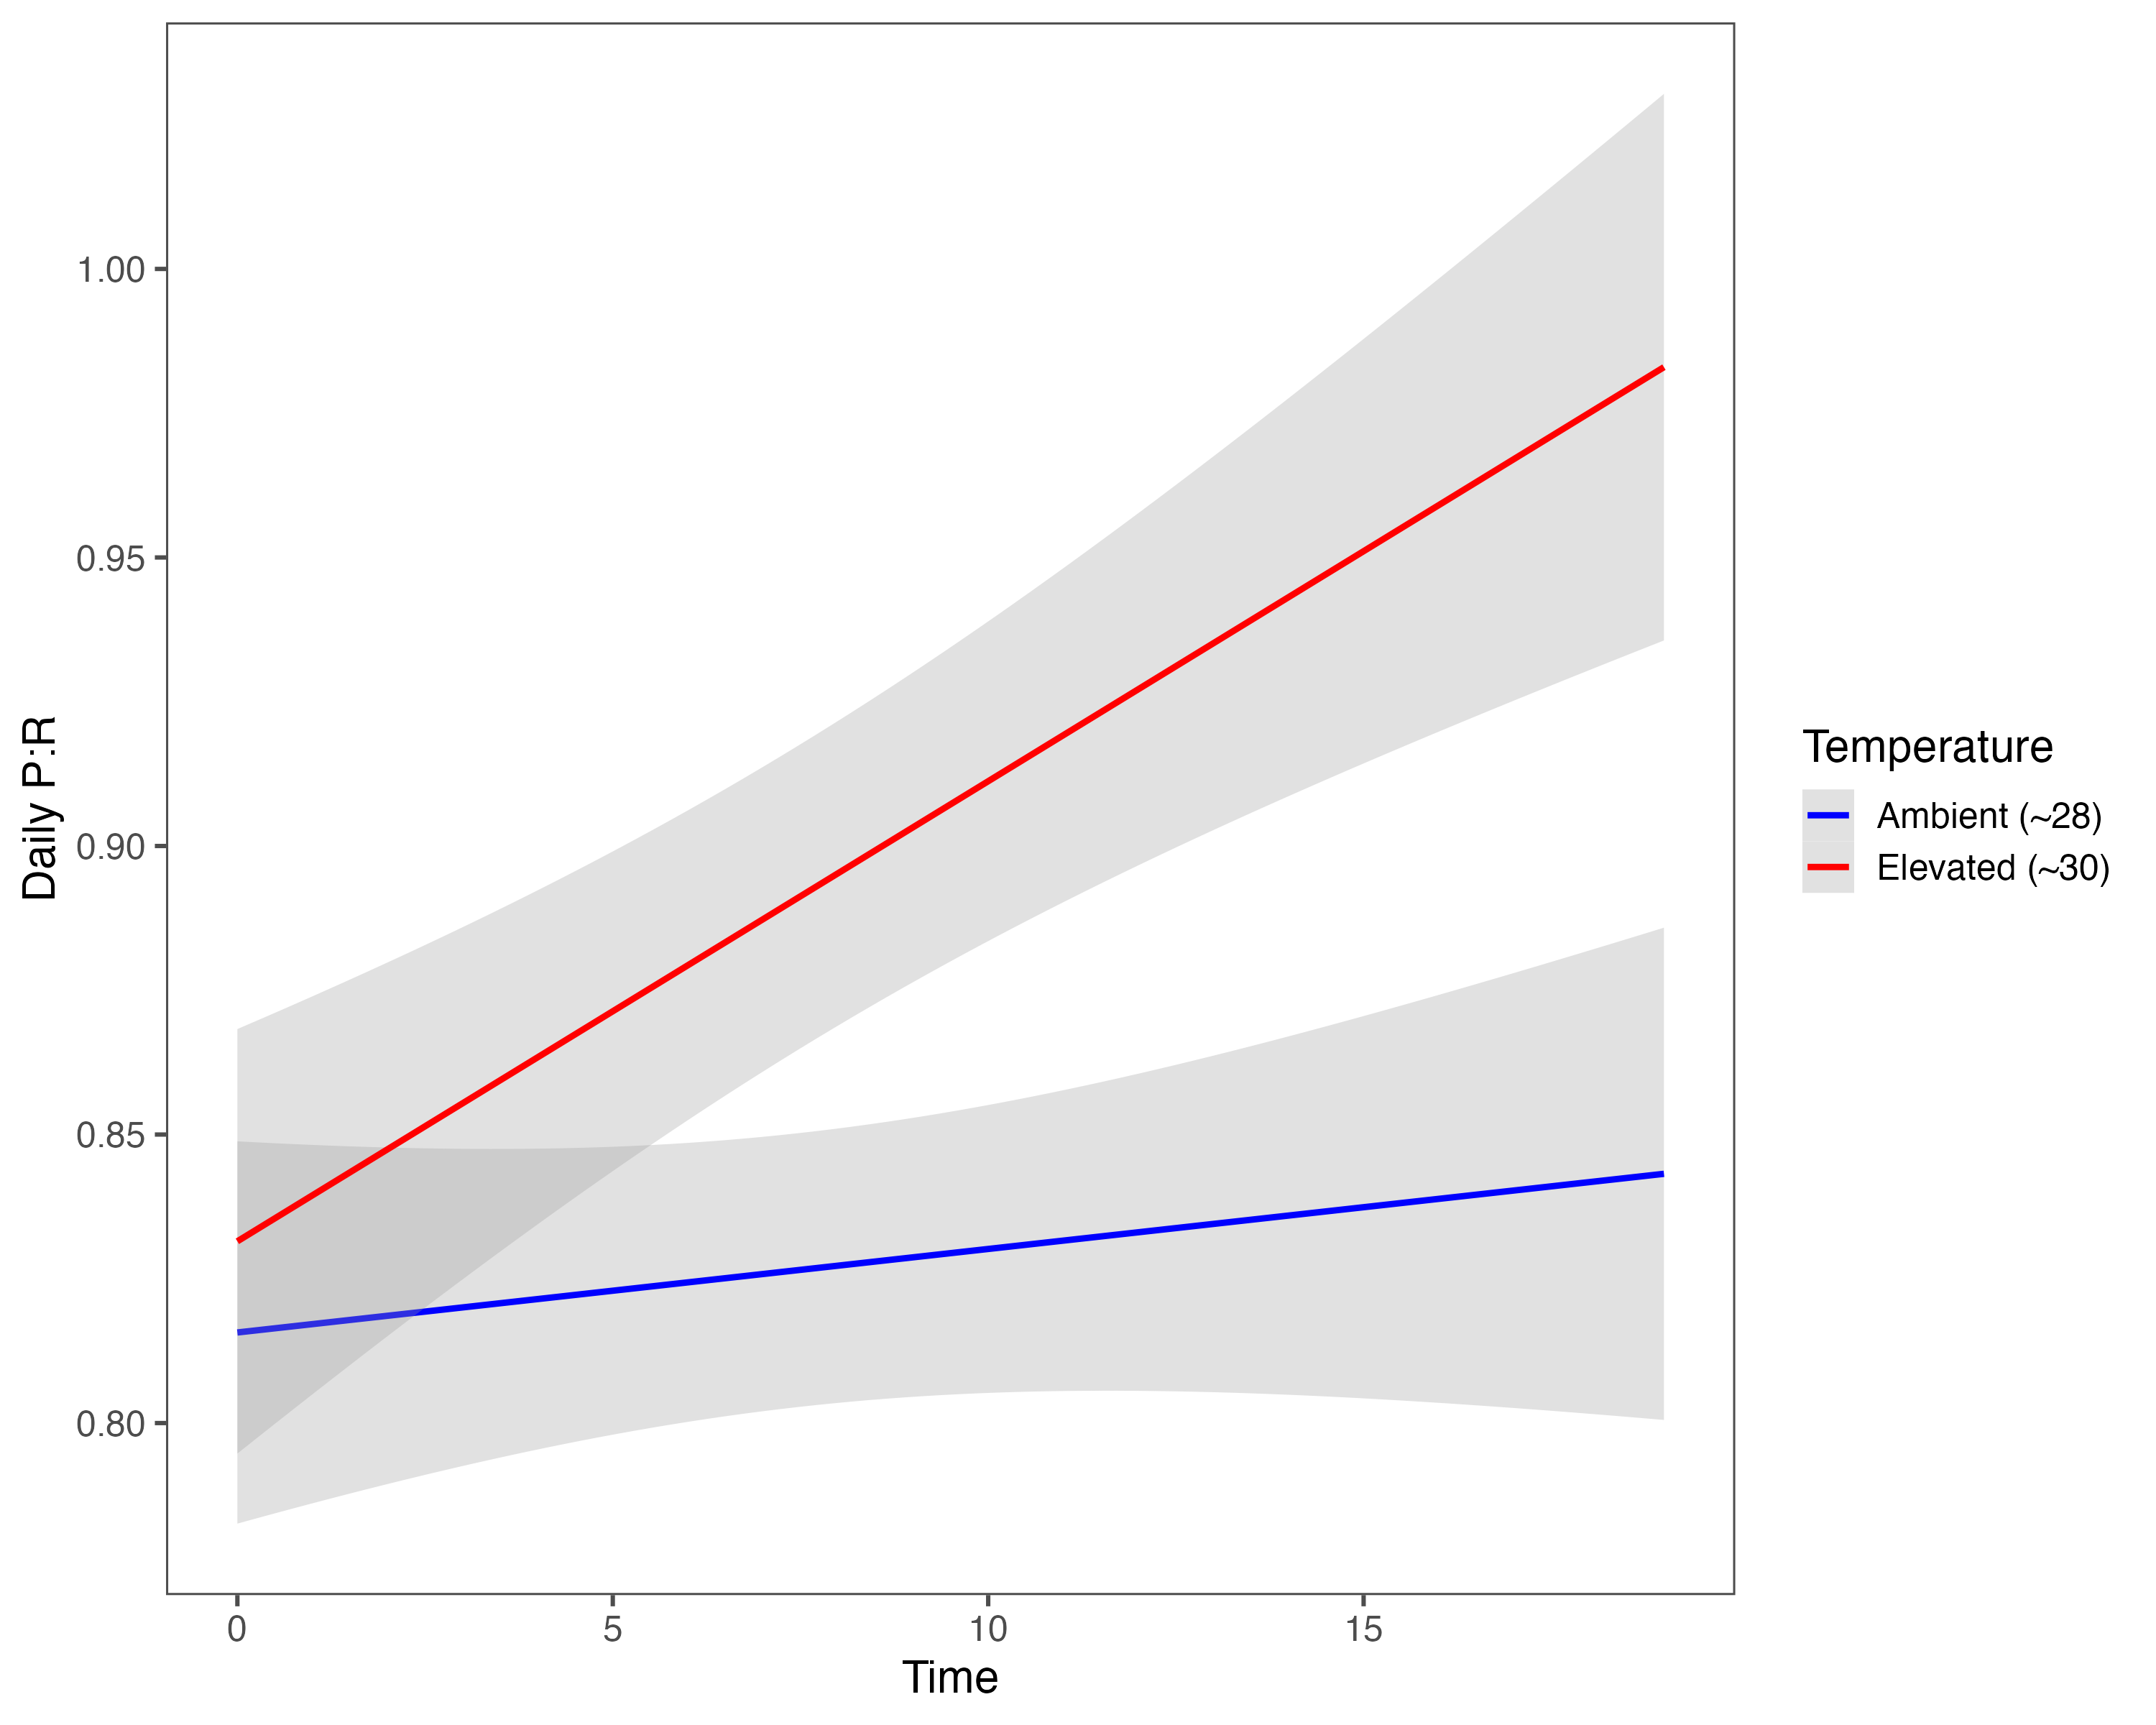 Daily P:R
1.00
0.95
0.90
0.85
0.80
0 5 10 15
Time
Temperature
Ambient (~28)
Elevated (~30)